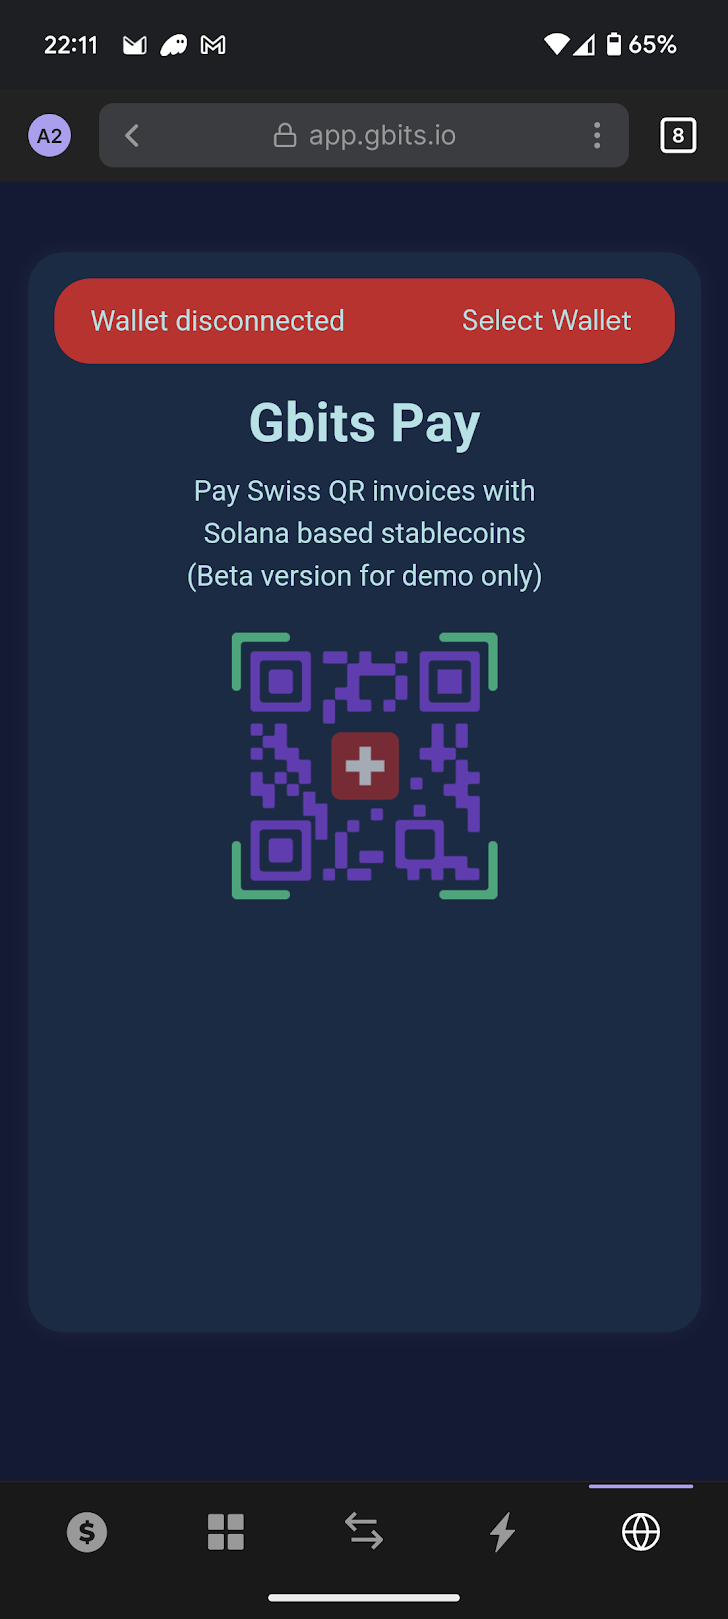 22:11
65%
A2
app.gbits.io
8
Wallet disconnected
Select Wallet
Gbits Pay
Pay Swiss QR invoices with
Solana based stablecoins
(Beta version for demo only)